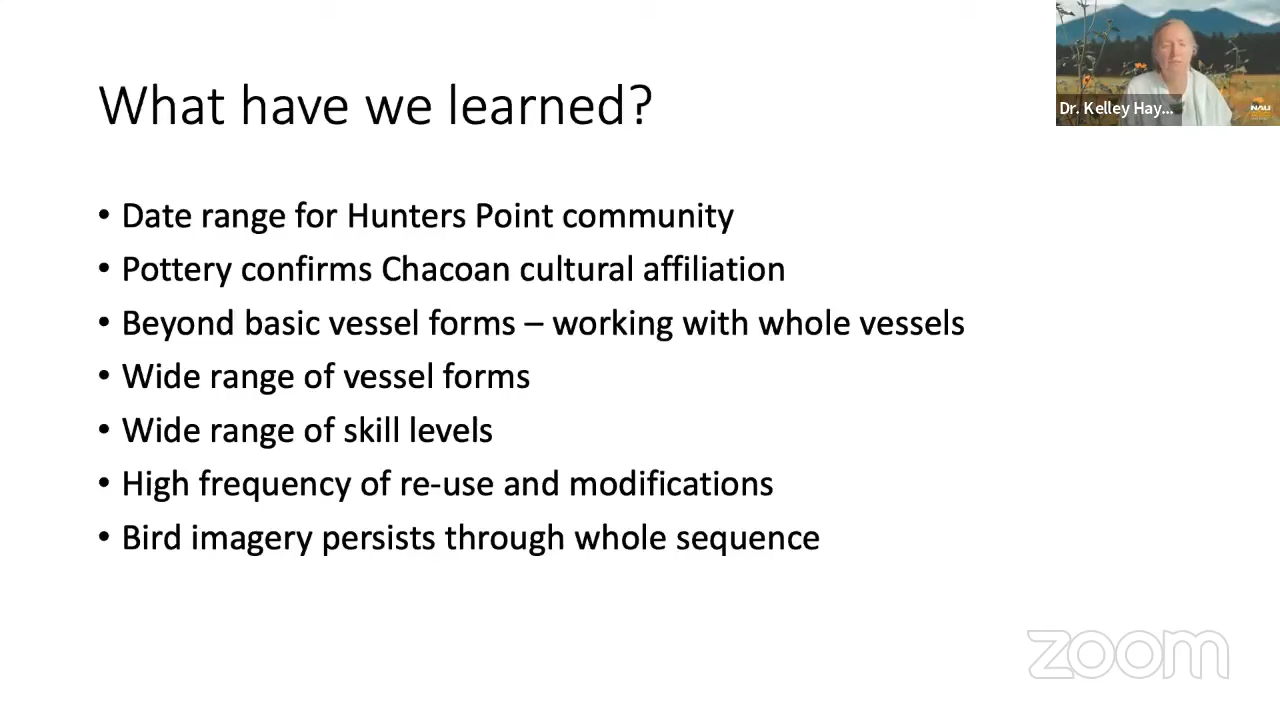 What have we learned?
Dr. Kelley Hay...
NAU
• Date range for Hunters Point community
• Pottery confirms Chacoan cultural affiliation
• Beyond basic vessel forms – working with whole vessels
• Wide range of vessel forms
• Wide range of skill levels
• High frequency of re-use and modifications
• Bird imagery persists through whole sequence
zoom